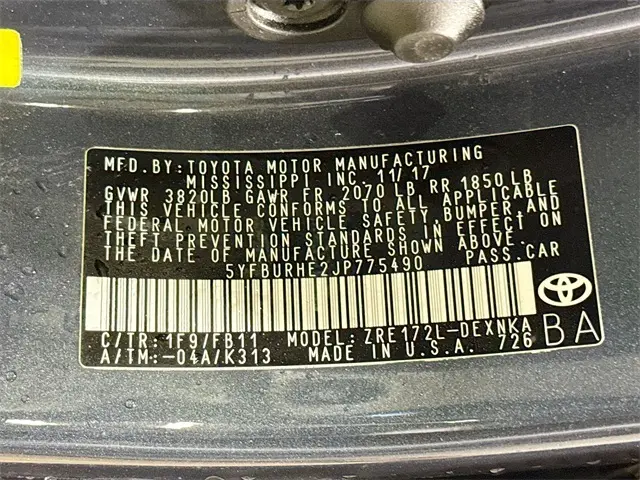 MFD.BY:TOYOTA MOTOR MANUFACTURING
MISSISSIPPI INC. 11/17
GVWR 3820LB GAWR FR 2070 LB RR 1850 LB
THIS VEHICLE CONFORMS TO ALL APPLICABLE
FEDERAL MOTOR VEHICLE SAFETY, BUMPER, AND
THEFT PREVENTION STANDARDS IN EFFECT ON
THE DATE OF MANUFACTURE SHOWN ABOVE.
5YFBURHE2JP775490 PASS.CAR
C/TR:1F9/FB11 MODEL:ZRE172L-DEXNKA
A/TM:-04A/K313 MADE IN U.S.A. 726
BA